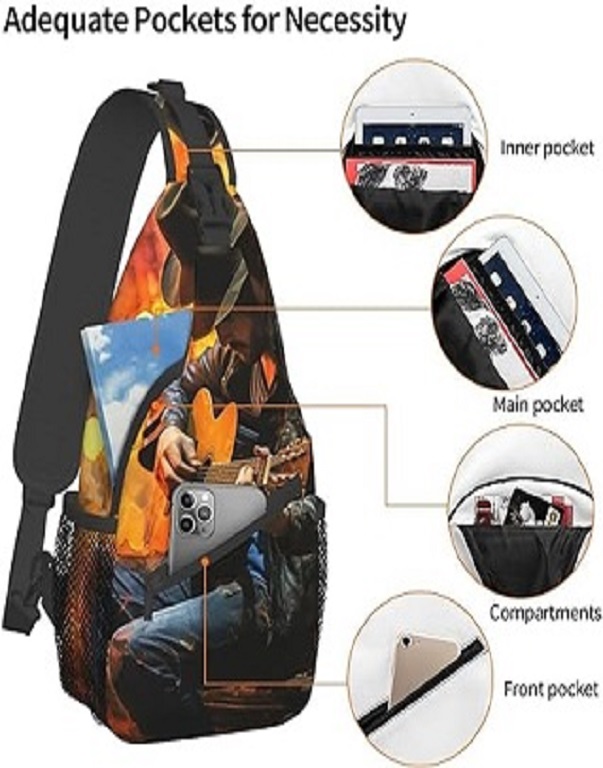 Adequate Pockets for Necessity
Inner pocket
Main pocket
Compartments
Front pocket